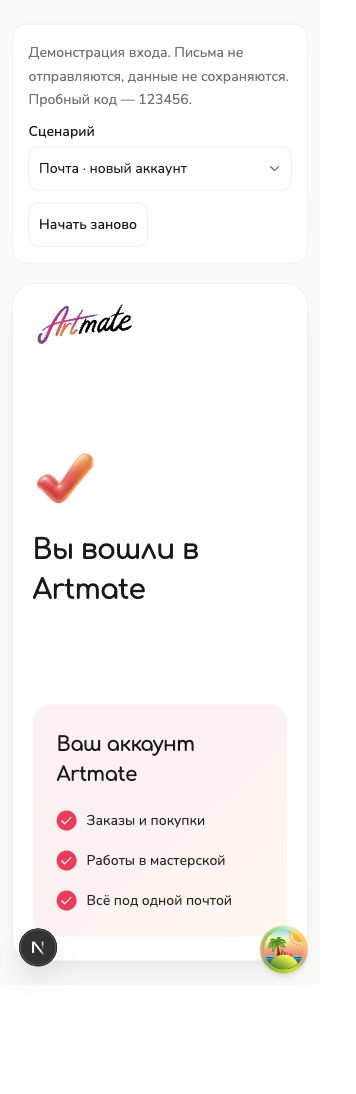 Демонстрация входа. Письма не
отправляются, данные не сохраняются.
Пробный код — 123456.
Сценарий
Почта · новый аккаунт
Начать заново
Artmate
Вы вошли в
Artmate
Ваш аккаунт
Artmate
Заказы и покупки
Работы в мастерской
Всё под одной почтой
N